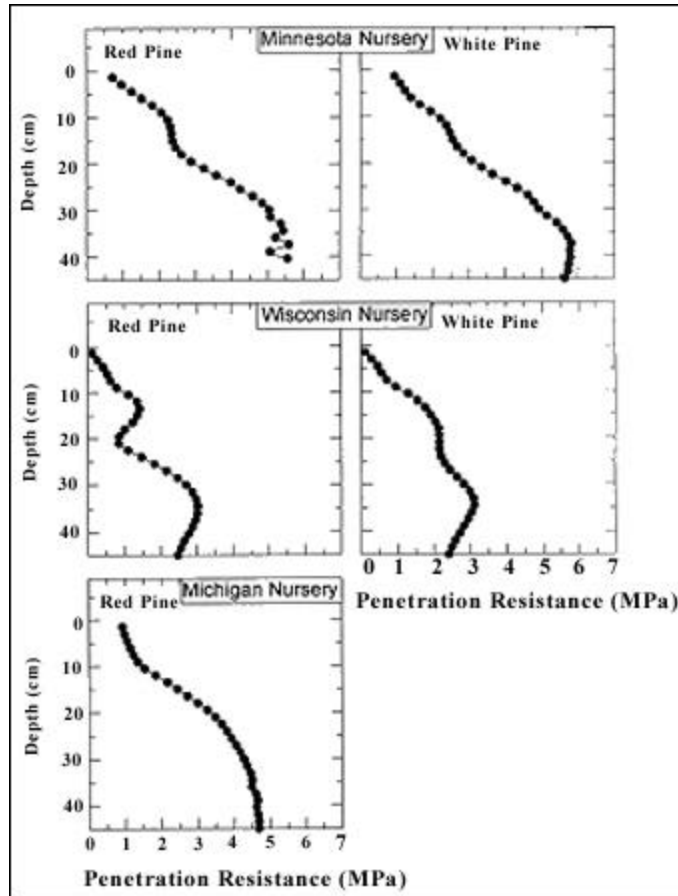 Minnesota Nursery
Red Pine
White Pine
Depth (cm)
0
10
20
30
40
Wisconsin Nursery
Red Pine
White Pine
Depth (cm)
0
10
20
30
40
0 1 2 3 4 5 6 7
Penetration Resistance (MPa)
Michigan Nursery
Red Pine
Depth (cm)
0
10
20
30
40
0 1 2 3 4 5 6 7
Penetration Resistance (MPa)